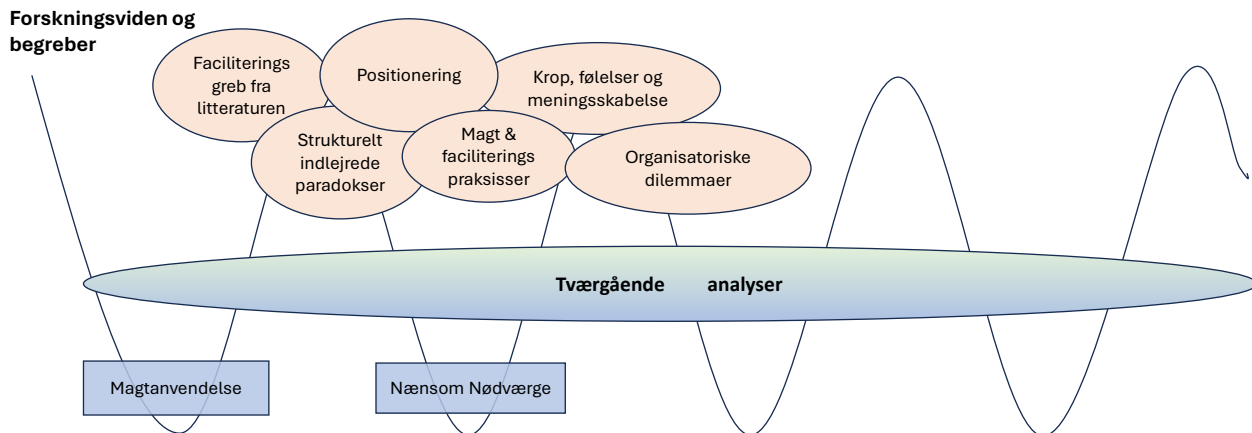 Forskningsviden og
begreber
Faciliterings
greb fra
litteraturen
Positionering
Krop, følelser og
meningsskabelse
Strukturelt
indlejrede
paradokser
Magt &
faciliterings
praksisser
Organisatoriske
dilemmaer
Tværgående analyser
Magtanvendelse
Nænsom Nødværge